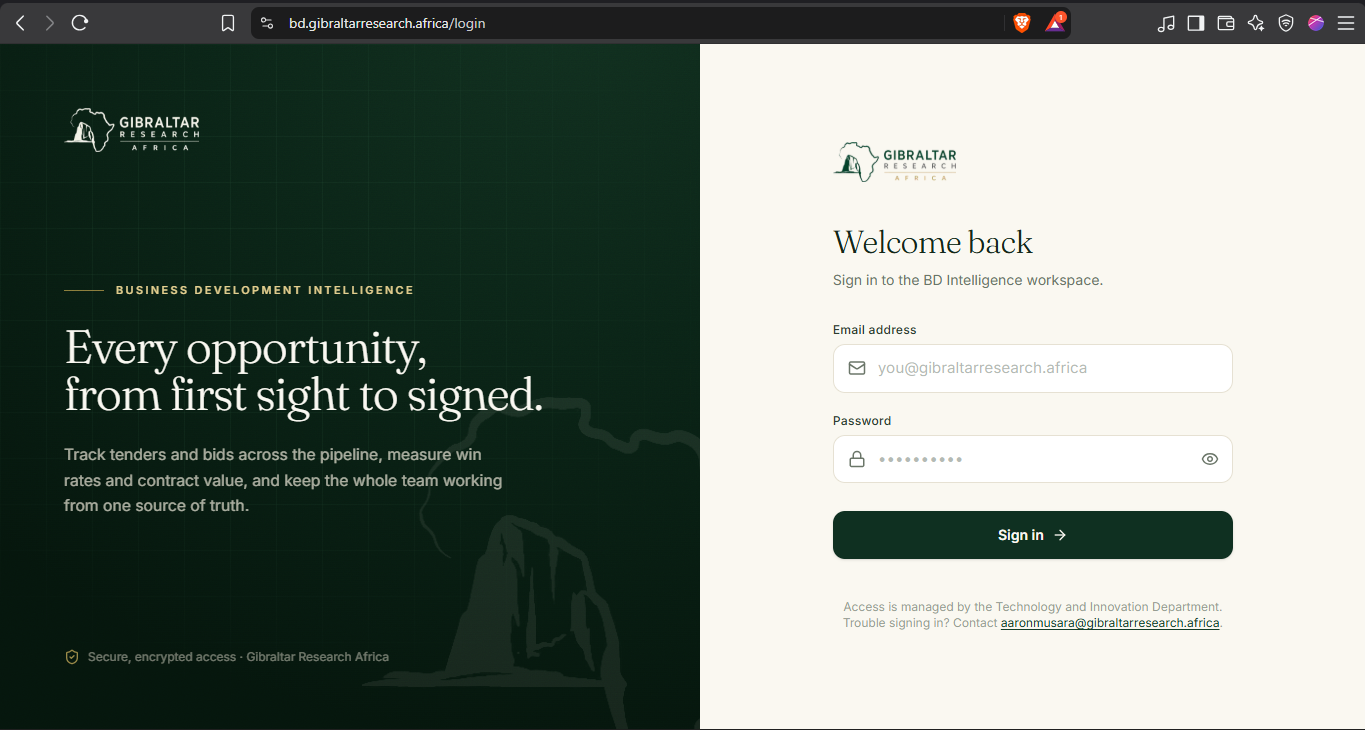 bd.gibraltarresearch.africa/login
1
GIBRALTAR
RESEARCH
AFRICA
BUSINESS DEVELOPMENT INTELLIGENCE
Every opportunity,
from first sight to signed.
Track tenders and bids across the pipeline, measure win
rates and contract value, and keep the whole team working
from one source of truth.
Secure, encrypted access · Gibraltar Research Africa
GIBRALTAR
RESEARCH
AFRICA
Welcome back
Sign in to the BD Intelligence workspace.
Email address
you@gibraltarresearch.africa
Password
••••••••••
Sign in →
Access is managed by the Technology and Innovation Department.
Trouble signing in? Contact aaronmusara@gibraltarresearch.africa.